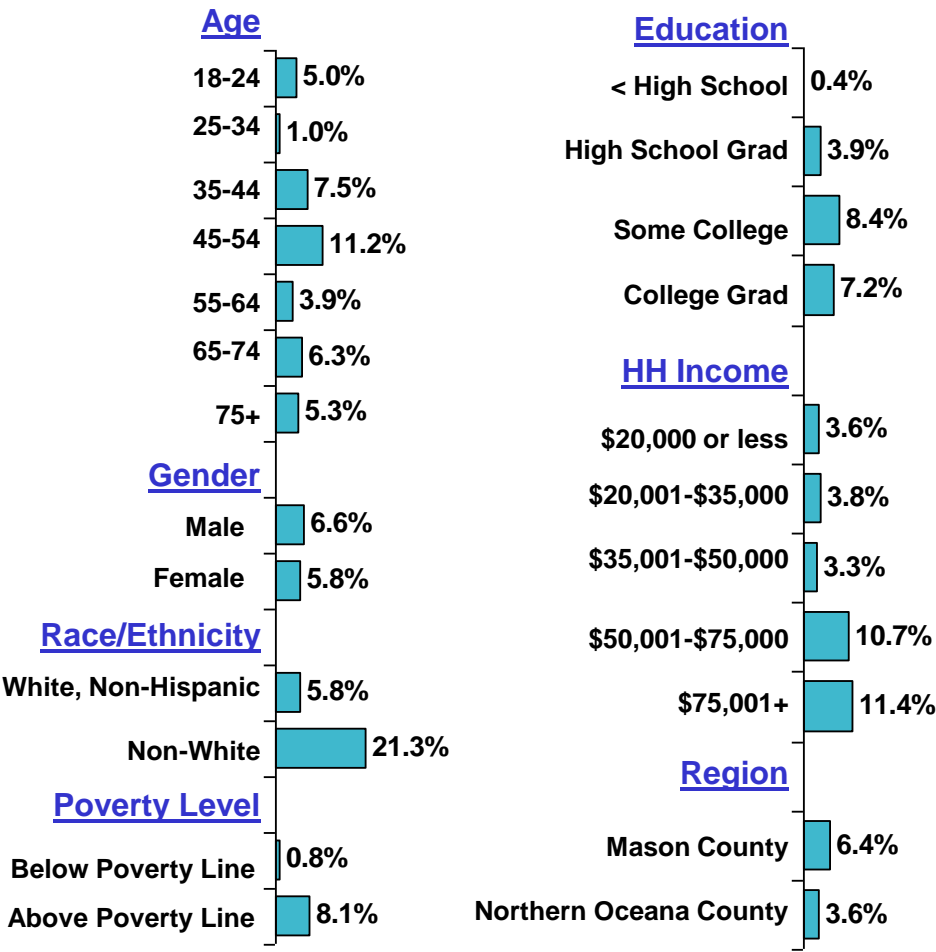 Age
18-24 5.0%
25-34 1.0%
35-44 7.5%
45-54 11.2%
55-64 3.9%
65-74 6.3%
75+ 5.3%
Gender
Male 6.6%
Female 5.8%
Race/Ethnicity
White, Non-Hispanic 5.8%
Non-White 21.3%
Poverty Level
Below Poverty Line 0.8%
Above Poverty Line 8.1%
Education
< High School 0.4%
High School Grad 3.9%
Some College 8.4%
College Grad 7.2%
HH Income
$20,000 or less 3.6%
$20,001-$35,000 3.8%
$35,001-$50,000 3.3%
$50,001-$75,000 10.7%
$75,001+ 11.4%
Region
Mason County 6.4%
Northern Oceana County 3.6%